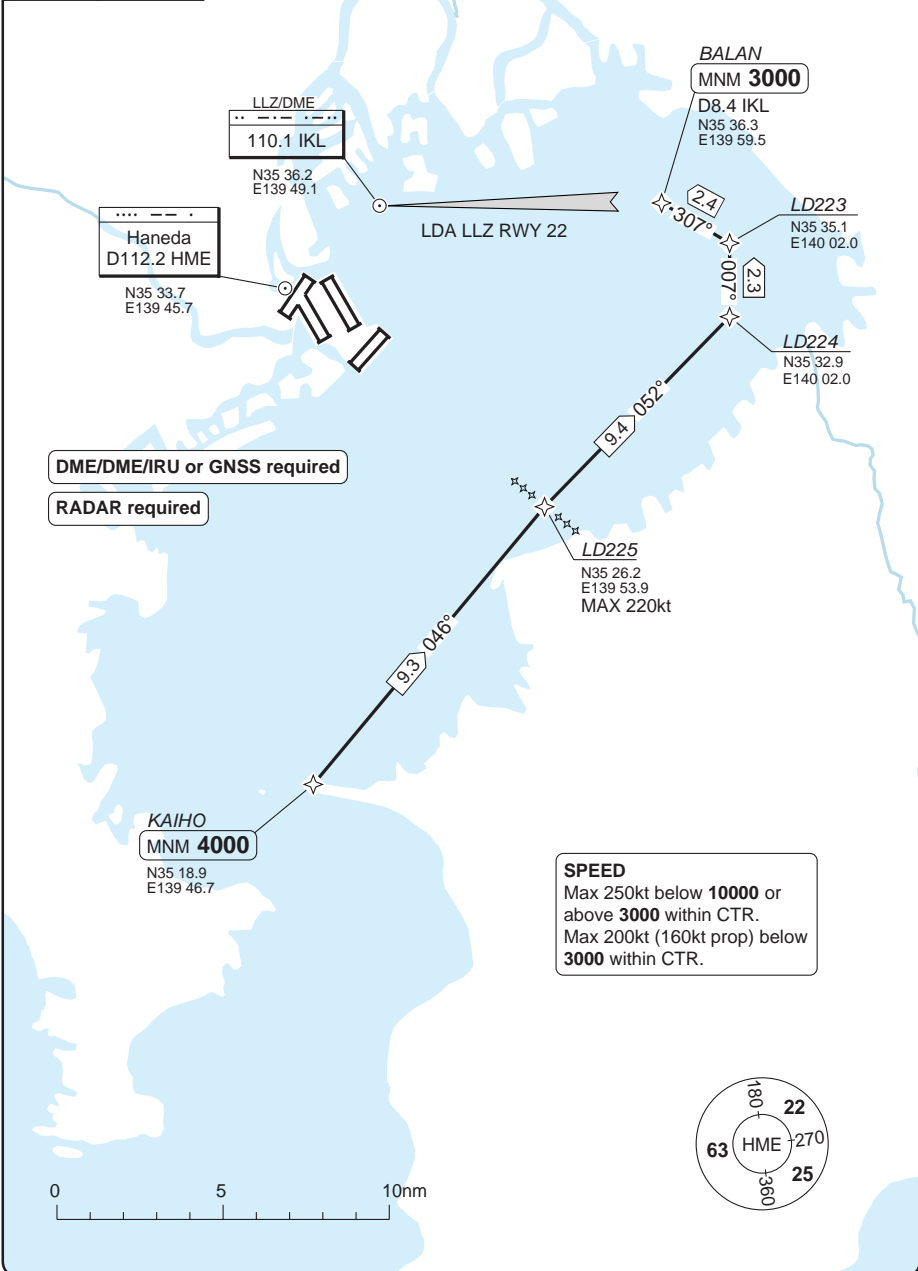 BALAN
MNM 3000
D8.4 IKL
N35 36.3
E139 59.5
LLZ/DME
·· —·— ·—··
110.1 IKL
N35 36.2
E139 49.1
LDA LLZ RWY 22
2.4
307°
LD223
N35 35.1
E140 02.0
···· —— ·
Haneda
D112.2 HME
N35 33.7
E139 45.7
007°
2.3
LD224
N35 32.9
E140 02.0
9.4
052°
DME/DME/IRU or GNSS required
RADAR required
LD225
N35 26.2
E139 53.9
MAX 220kt
9.3
046°
KAIHO
MNM 4000
N35 18.9
E139 46.7
SPEED
Max 250kt below 10000 or
above 3000 within CTR.
Max 200kt (160kt prop) below
3000 within CTR.
180
22
63
HME
270
25
360
0 5 10nm